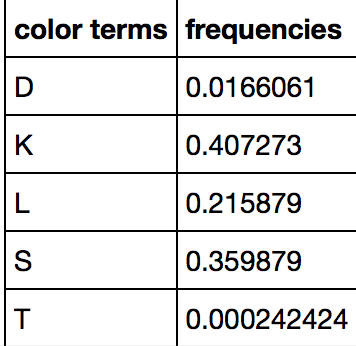 color terms frequencies
D 0.0166061
K 0.407273
L 0.215879
S 0.359879
T 0.000242424